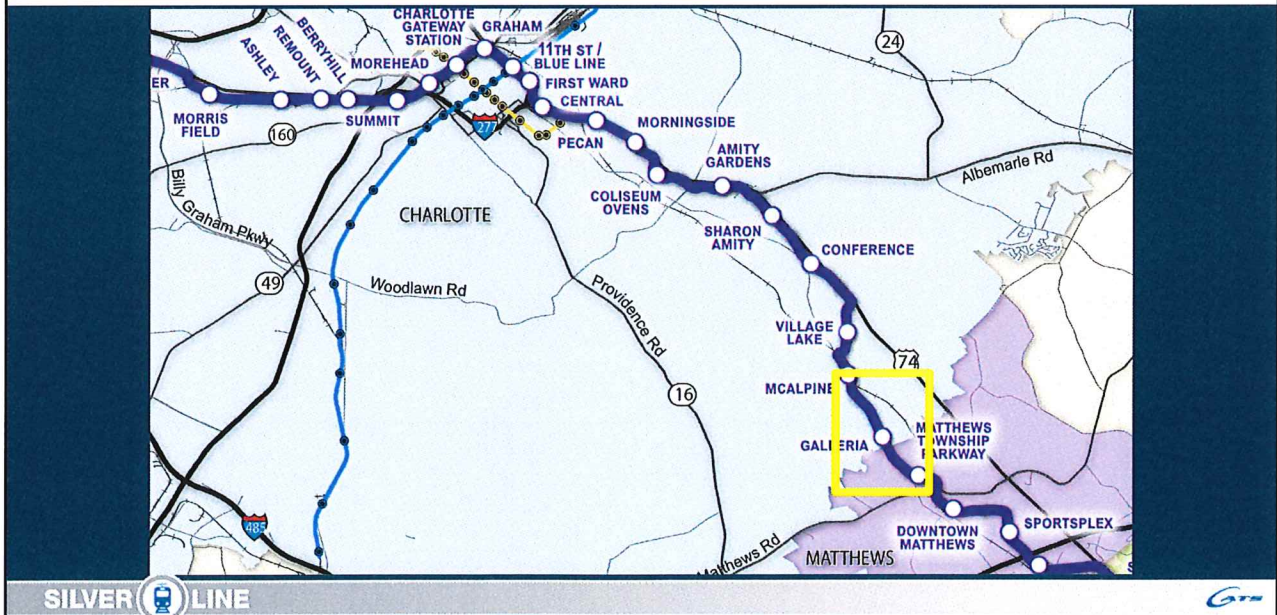 CHARLOTTE
GATEWAY
STATION
GRAHAM
24
BERRYHILL
REMOUNT
ASHLEY
MOREHEAD
11TH ST /
BLUE LINE
FIRST WARD
CENTRAL
ER
MORRIS
FIELD
SUMMIT
160
277
PECAN
MORNINGSIDE
AMITY
GARDENS
Albemarle Rd
COLISEUM
OVENS
Billy Graham Pkwy
CHARLOTTE
SHARON
AMITY
CONFERENCE
49
Woodlawn Rd
Providence Rd
VILLAGE
LAKE
74
MCALPINE
16
GALLERIA
MATTHEWS
TOWNSHIP
PARKWAY
485
DOWNTOWN
MATTHEWS
SPORTSPLEX
Matthews Rd
MATTHEWS
S
SILVER LINE
CATS